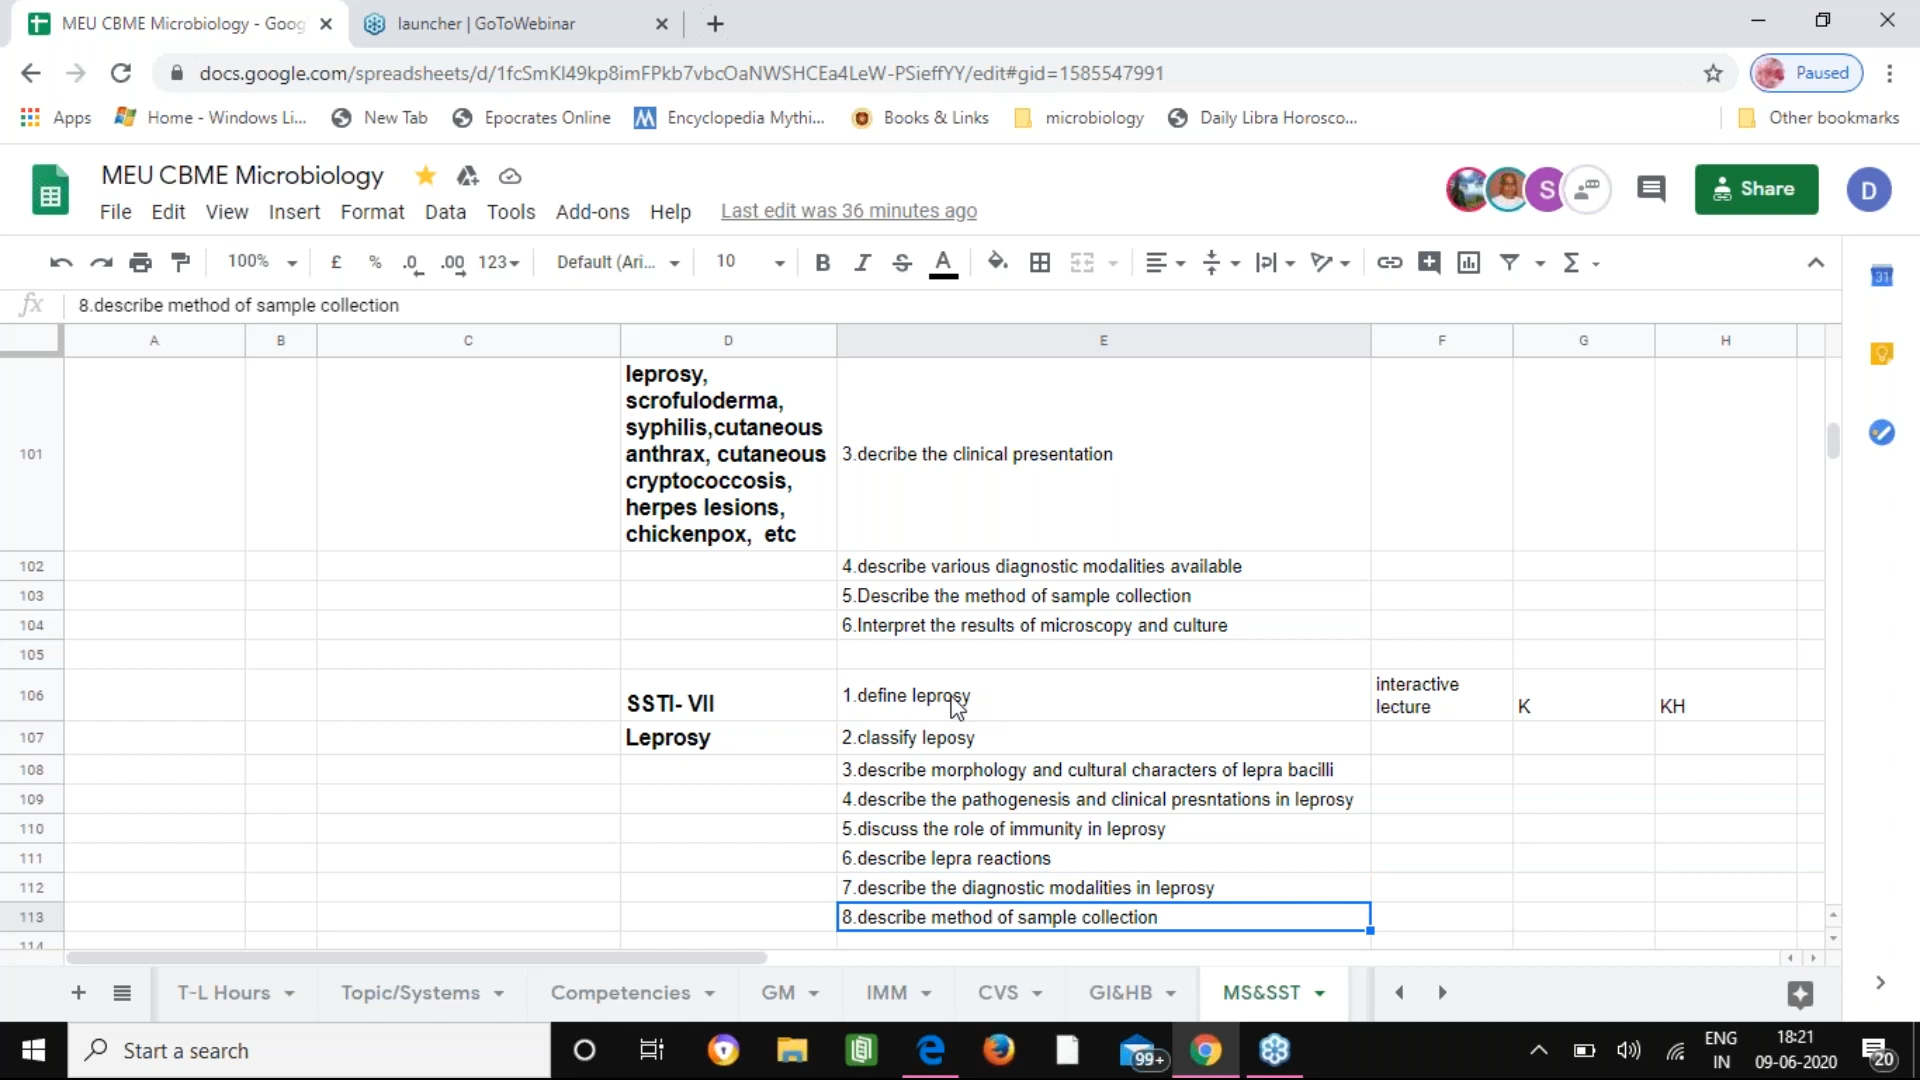 MEU CBME Microbiology - Goog
launcher | GoToWebinar
docs.google.com/spreadsheets/d/1fcSmKl49kp8imFPkb7vbcOaNWSHCEa4LeW-PSieffYY/edit#gid=1585547991
Paused
Apps
Home - Windows Li...
New Tab
Epocrates Online
Encyclopedia Mythi...
Books & Links
microbiology
Daily Libra Horosco...
Other bookmarks
MEU CBME Microbiology
S
Share
D
File Edit View Insert Format Data Tools Add-ons Help Last edit was 36 minutes ago
100% £ % .0 .00 123 Default (Ari... 10 B I S A Σ
31
fx 8.describe method of sample collection
A B C D E F G H
101
leprosy,
scrofuloderma,
syphilis,cutaneous
anthrax, cutaneous
cryptococcosis,
herpes lesions,
chickenpox, etc
3.decribe the clinical presentation
102 4.describe various diagnostic modalities available
103 5.Describe the method of sample collection
104 6.Interpret the results of microscopy and culture
105
106 SSTI- VII 1.define leprosy interactive lecture K KH
107 Leprosy 2.classify leposy
108 3.describe morphology and cultural characters of lepra bacilli
109 4.describe the pathogenesis and clinical presntations in leprosy
110 5.discuss the role of immunity in leprosy
111 6.describe lepra reactions
112 7.describe the diagnostic modalities in leprosy
113 8.describe method of sample collection
114
T-L Hours Topic/Systems Competencies GM IMM CVS GI&HB MS&SST
Start a search
99+
ENG
IN
18:21
09-06-2020
20